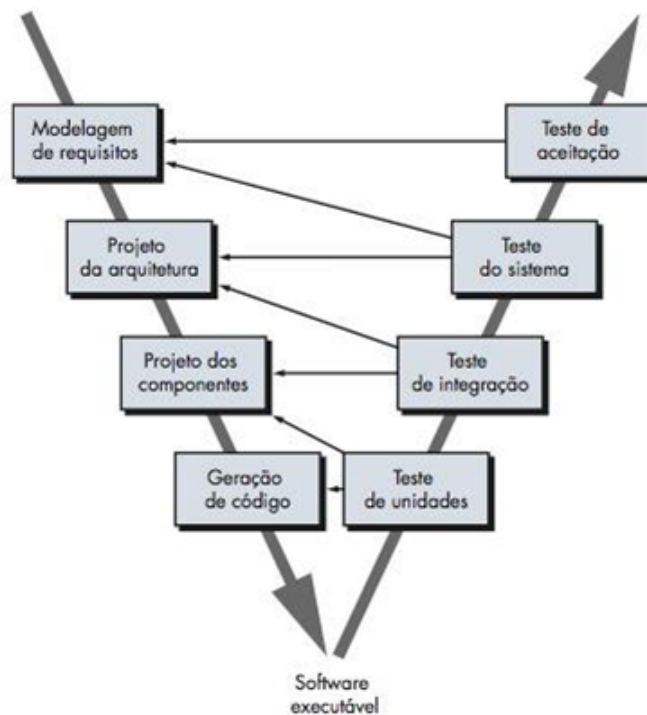 Modelagem
de requisitos
Teste de
aceitação
Projeto
da arquitetura
Teste
do sistema
Projeto dos
componentes
Teste
de integração
Geração
de código
Teste
de unidades
Software
executável